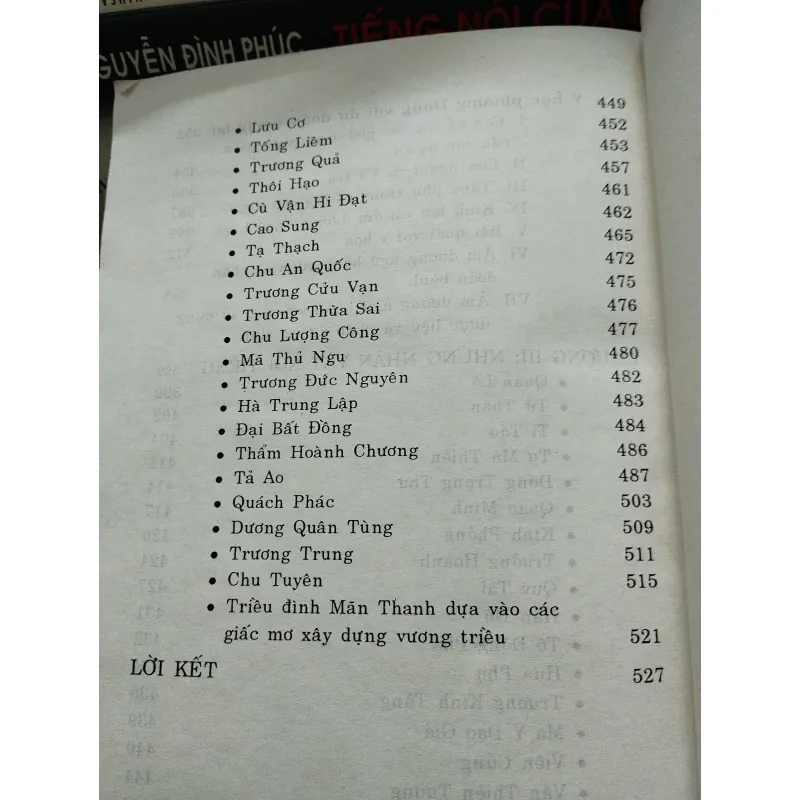 GUYỄN ĐÌNH PHÚC TIẾNG NÓI CỦA
• Lưu Cơ 449
• Tống Liêm 452
• Trương Quả 453
• Thôi Hạo 457
• Cù Vận Hi Đạt 461
• Cao Sung 462
• Tạ Thạch 465
• Chu An Quốc 472
• Trương Cửu Vạn 475
• Trương Thừa Sai 476
• Chu Lượng Công 477
• Mã Thủ Ngu 480
• Trương Đức Nguyên 482
• Hà Trung Lập 483
• Đại Bất Đồng 484
• Thẩm Hoành Chương 486
• Tả Ao 487
• Quách Phác 503
• Dương Quân Tùng 509
• Trương Trung 511
• Chu Tuyên 515
• Triều đình Mãn Thanh dựa vào các
giấc mơ xây dựng vương triều 521
LỜI KẾT 527